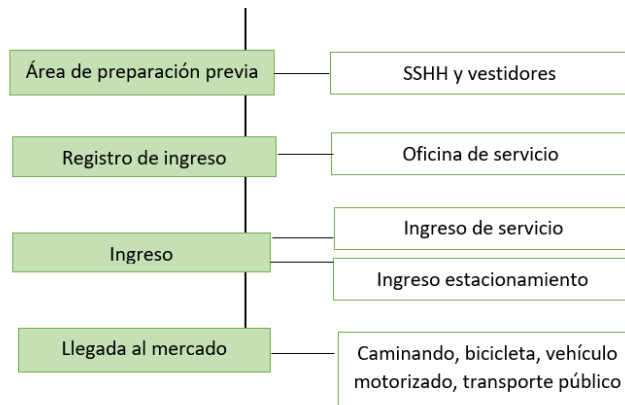 Área de preparación previa
SSHH y vestidores
Registro de ingreso
Oficina de servicio
Ingreso
Ingreso de servicio
Ingreso estacionamiento
Llegada al mercado
Caminando, bicicleta, vehículo
motorizado, transporte público